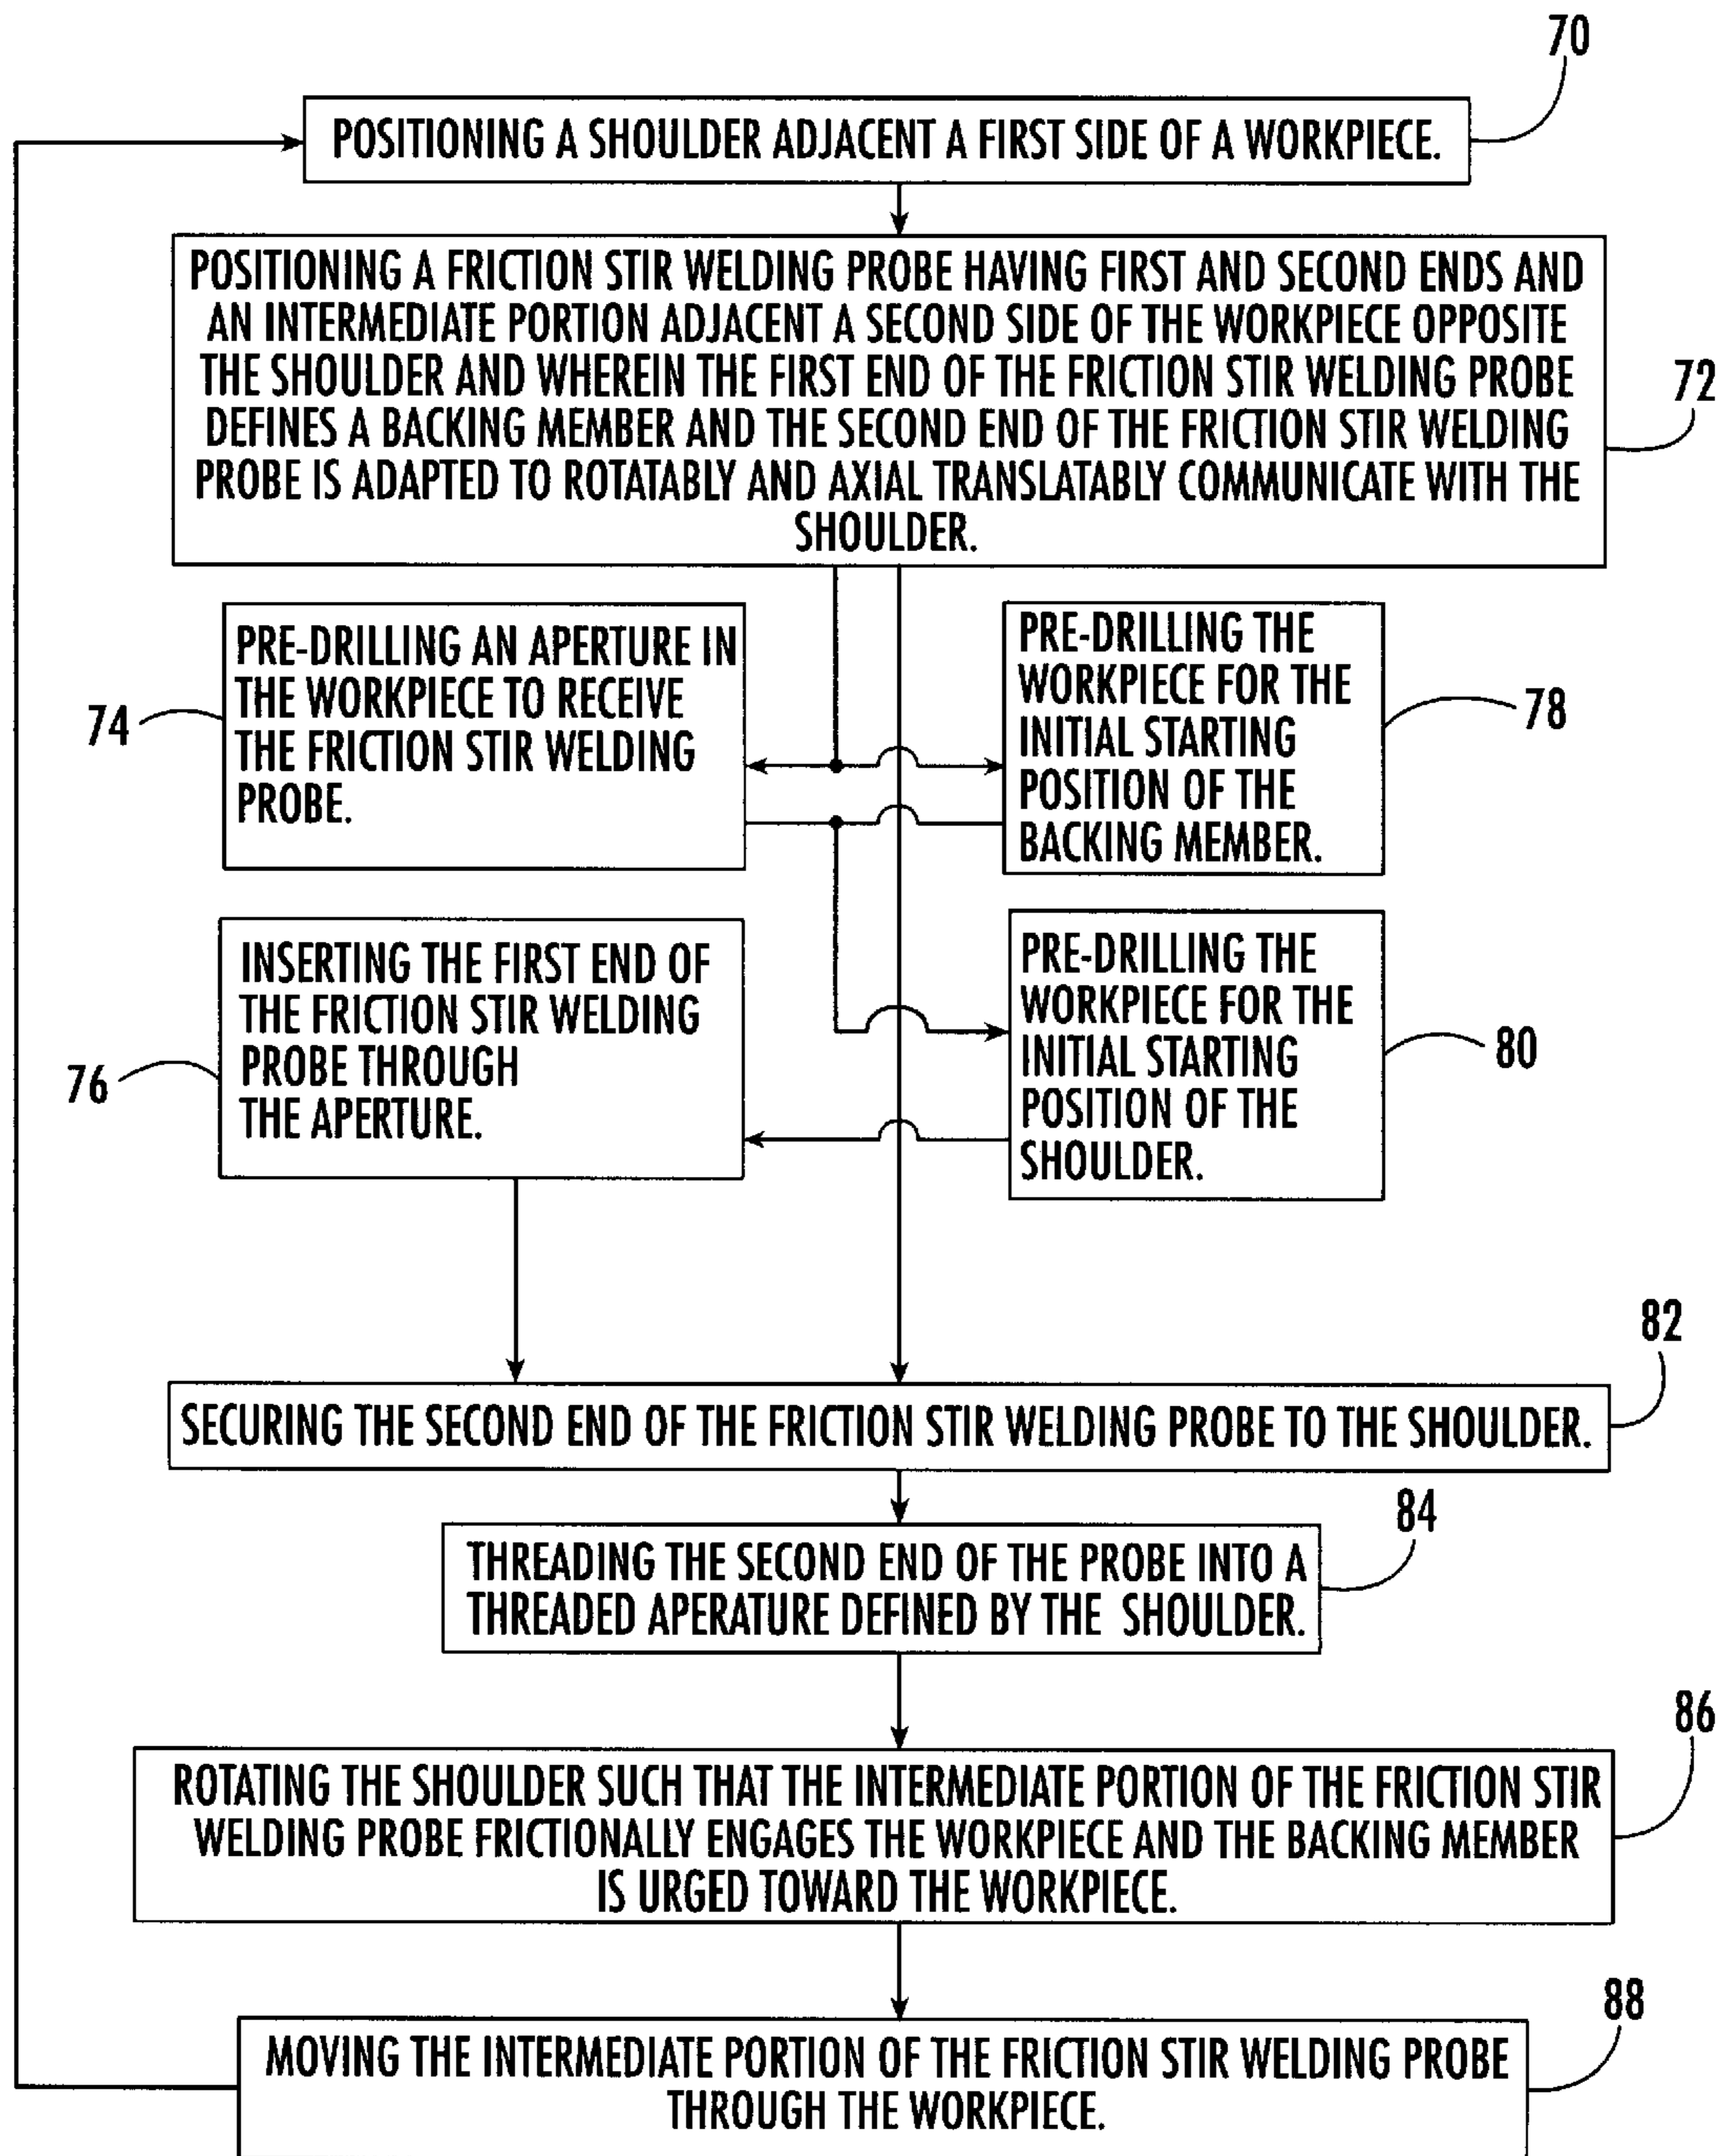 70
POSITIONING A SHOULDER ADJACENT A FIRST SIDE OF A WORKPIECE.
POSITIONING A FRICTION STIR WELDING PROBE HAVING FIRST AND SECOND ENDS AND
AN INTERMEDIATE PORTION ADJACENT A SECOND SIDE OF THE WORKPIECE OPPOSITE
THE SHOULDER AND WHEREIN THE FIRST END OF THE FRICTION STIR WELDING PROBE
DEFINES A BACKING MEMBER AND THE SECOND END OF THE FRICTION STIR WELDING
PROBE IS ADAPTED TO ROTATABLY AND AXIAL TRANSLATABLY COMMUNICATE WITH THE
SHOULDER.
72
PRE-DRILLING AN APERTURE IN
THE WORKPIECE TO RECEIVE
THE FRICTION STIR WELDING
PROBE.
74
PRE-DRILLING THE
WORKPIECE FOR THE
INITIAL STARTING
POSITION OF THE
BACKING MEMBER.
78
INSERTING THE FIRST END OF
THE FRICTION STIR WELDING
PROBE THROUGH
THE APERTURE.
76
PRE-DRILLING THE
WORKPIECE FOR THE
INITIAL STARTING
POSITION OF THE
SHOULDER.
80
82
SECURING THE SECOND END OF THE FRICTION STIR WELDING PROBE TO THE SHOULDER.
84
THREADING THE SECOND END OF THE PROBE INTO A
THREADED APERATURE DEFINED BY THE SHOULDER.
86
ROTATING THE SHOULDER SUCH THAT THE INTERMEDIATE PORTION OF THE FRICTION STIR
WELDING PROBE FRICTIONALLY ENGAGES THE WORKPIECE AND THE BACKING MEMBER
IS URGED TOWARD THE WORKPIECE.
88
MOVING THE INTERMEDIATE PORTION OF THE FRICTION STIR WELDING PROBE
THROUGH THE WORKPIECE.